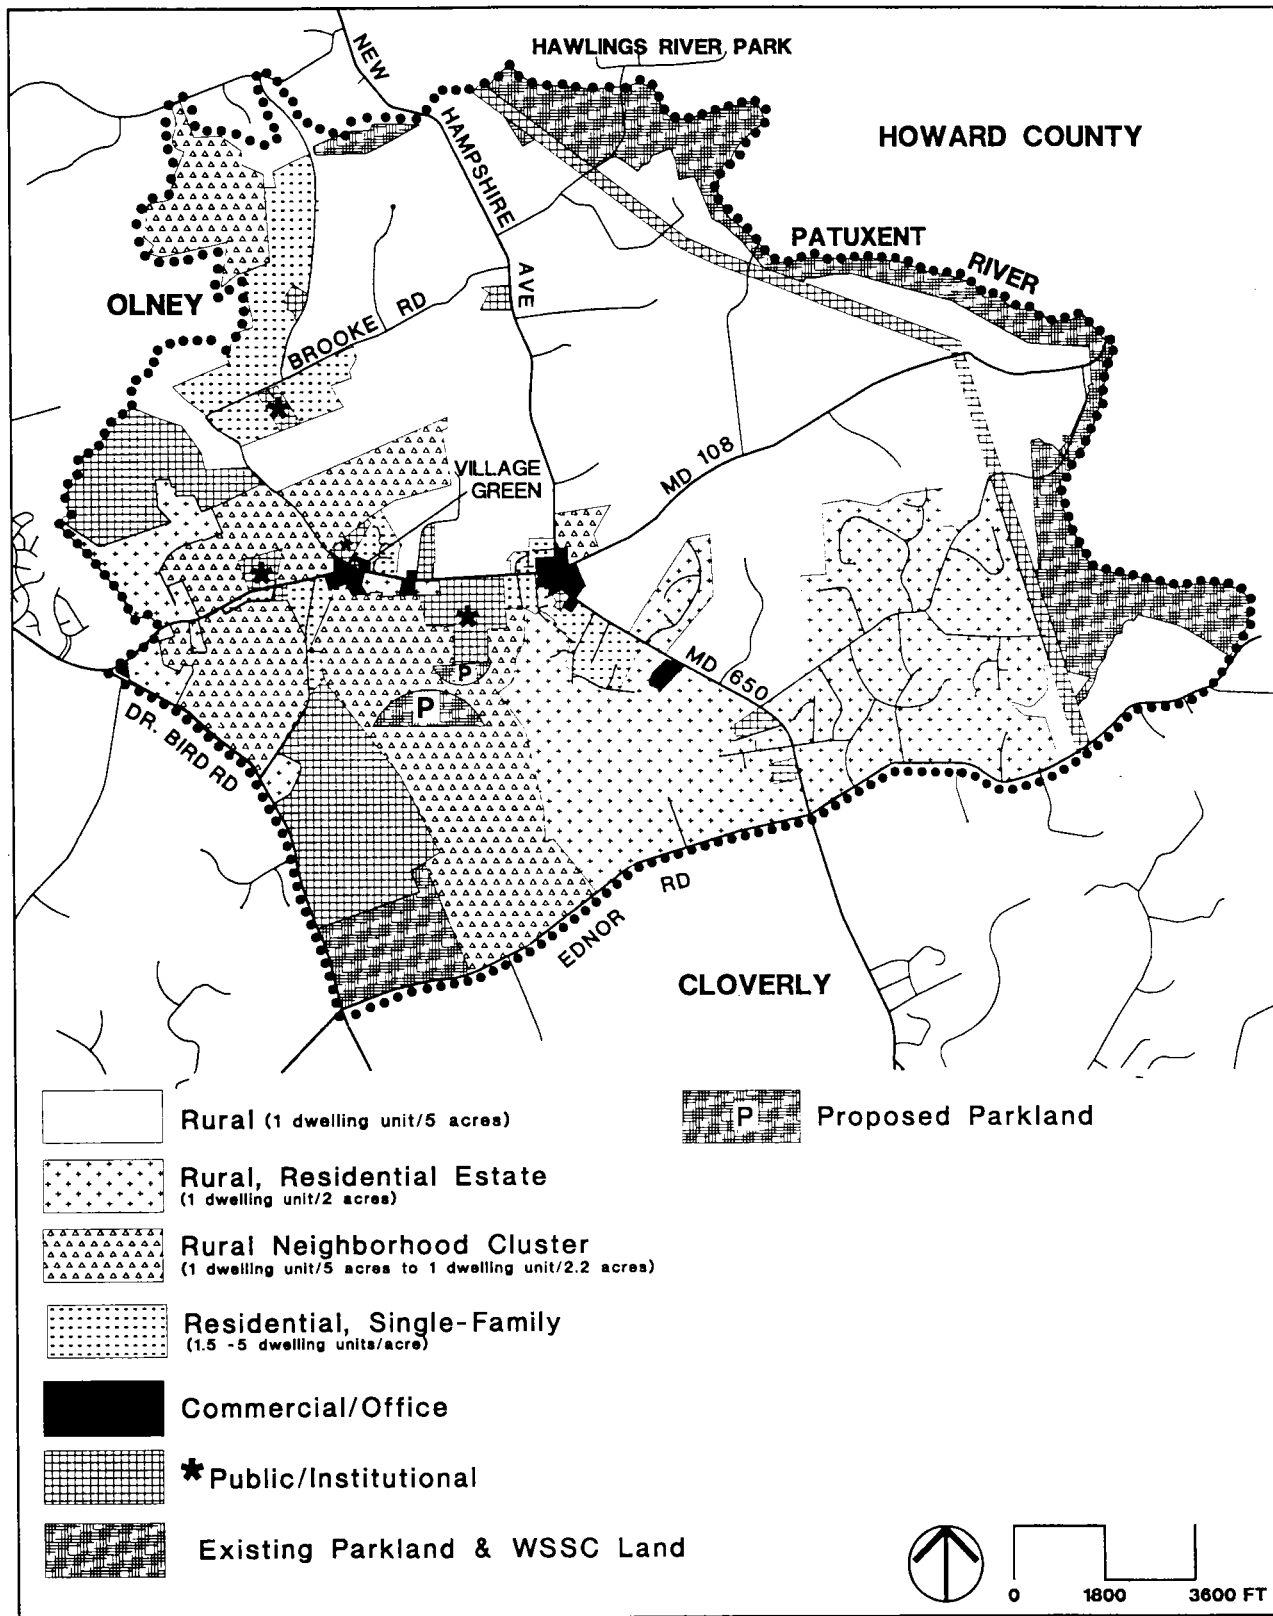 NEW
HAMPSHIRE
AVE
HAWLINGS RIVER PARK
HOWARD COUNTY
PATUXENT
RIVER
OLNEY
BROOKE RD
VILLAGE
GREEN
MD 108
P
P
MD 650
DR. BIRD RD
EDNOR RD
CLOVERLY
Rural (1 dwelling unit/5 acres)
P Proposed Parkland
Rural, Residential Estate
(1 dwelling unit/2 acres)
Rural Neighborhood Cluster
(1 dwelling unit/5 acres to 1 dwelling unit/2.2 acres)
Residential, Single-Family
(1.5 -5 dwelling units/acre)
Commercial/Office
*Public/Institutional
Existing Parkland & WSSC Land
0 1800 3600 FT